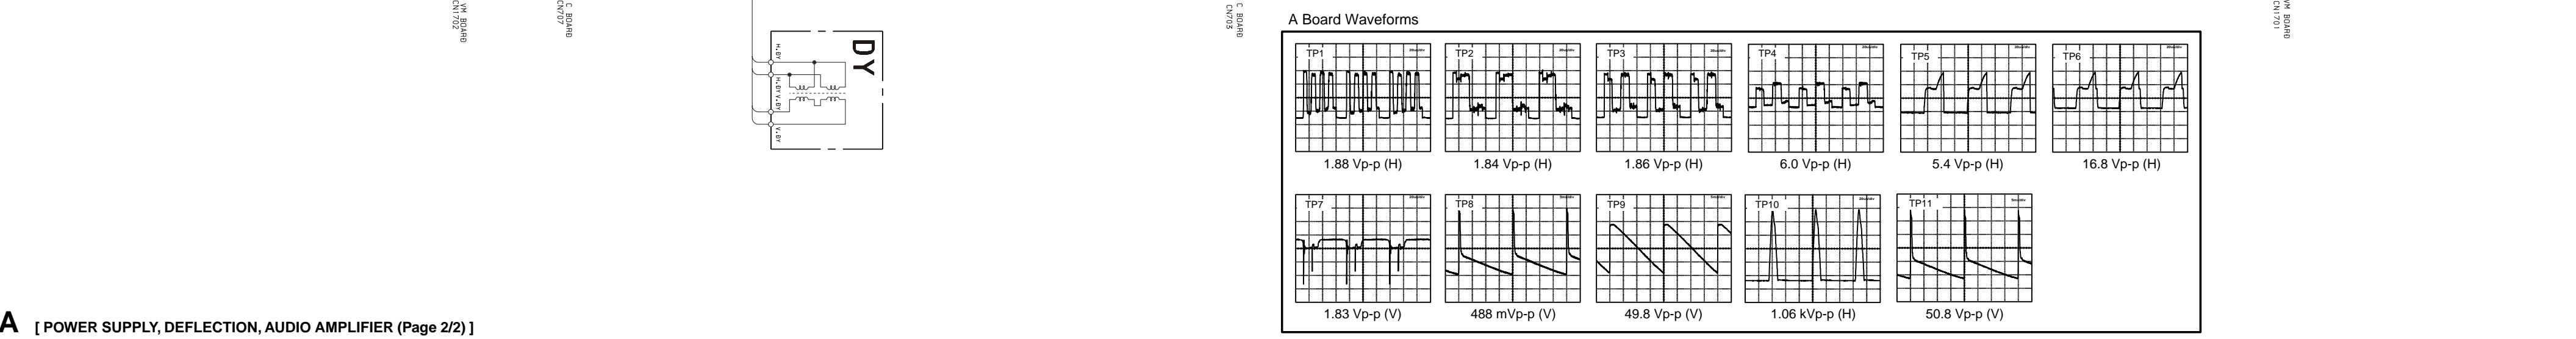 VM BOARD
CN1702
C BOARD
CN707
H.DY
H.DY
V.DY
V.DY
DY
C BOARD
CN703
VM BOARD
CN1701
A Board Waveforms
TP1
TP2
TP3
TP4
TP5
TP6
1.88 Vp-p (H)
1.84 Vp-p (H)
1.86 Vp-p (H)
6.0 Vp-p (H)
5.4 Vp-p (H)
16.8 Vp-p (H)
TP7
TP8
TP9
TP10
TP11
1.83 Vp-p (V)
488 mVp-p (V)
49.8 Vp-p (V)
1.06 kVp-p (H)
50.8 Vp-p (V)
A [ POWER SUPPLY, DEFLECTION, AUDIO AMPLIFIER (Page 2/2) ]